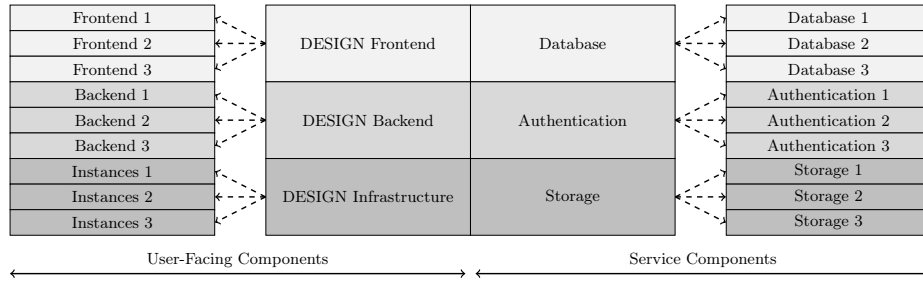 Frontend 1
Frontend 2
Frontend 3
Backend 1
Backend 2
Backend 3
Instances 1
Instances 2
Instances 3
DESIGN Frontend
Database
DESIGN Backend
Authentication
DESIGN Infrastructure
Storage
Database 1
Database 2
Database 3
Authentication 1
Authentication 2
Authentication 3
Storage 1
Storage 2
Storage 3
User-Facing Components
Service Components